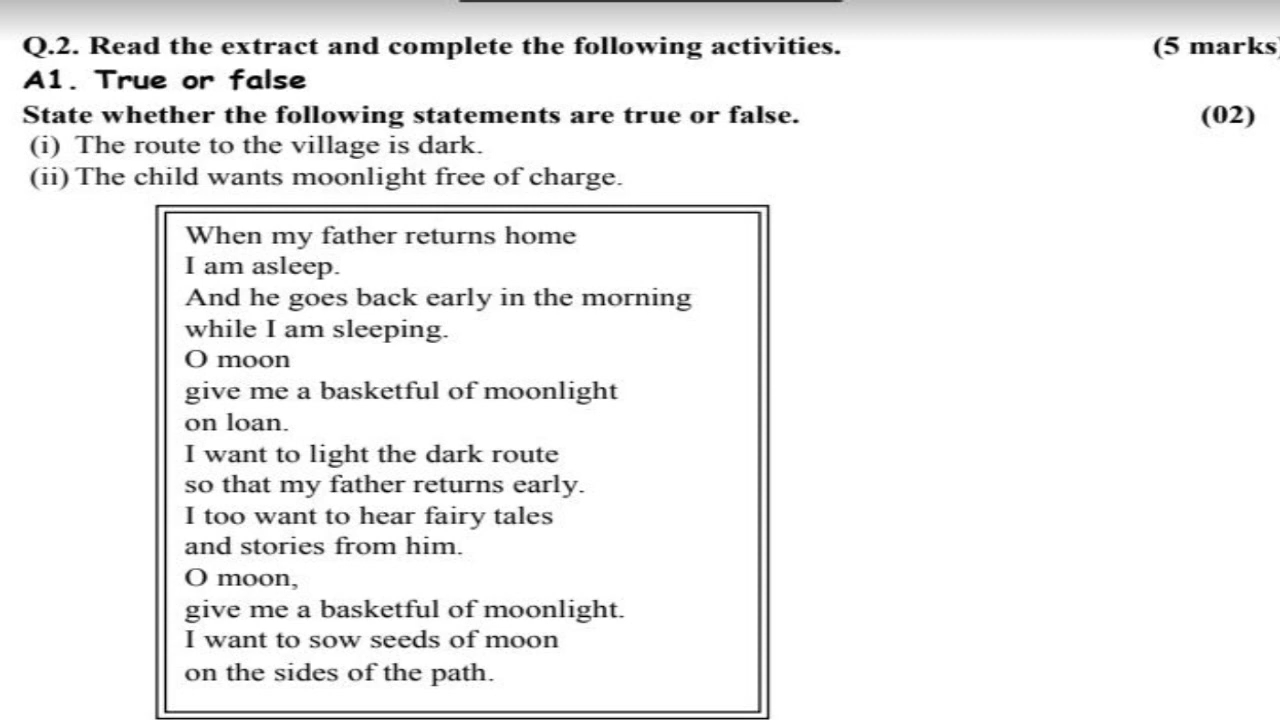 Q.2. Read the extract and complete the following activities. (5 marks)
A1. True or false
State whether the following statements are true or false. (02)
(i) The route to the village is dark.
(ii) The child wants moonlight free of charge.
When my father returns home
I am asleep.
And he goes back early in the morning
while I am sleeping.
O moon
give me a basketful of moonlight
on loan.
I want to light the dark route
so that my father returns early.
I too want to hear fairy tales
and stories from him.
O moon,
give me a basketful of moonlight.
I want to sow seeds of moon
on the sides of the path.